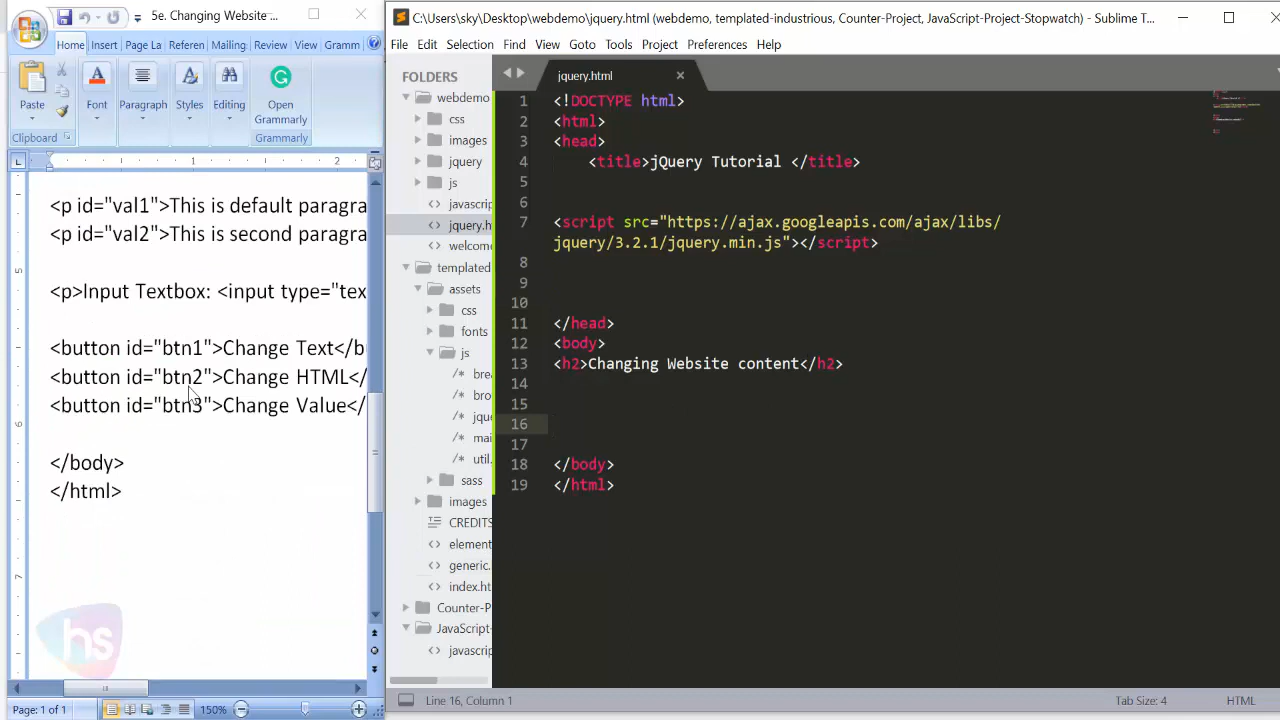 5e. Changing Website ...
Home Insert Page La Referen Mailing Review View Gramm
Paste Font Paragraph Styles Editing Open Grammarly
Clipboard Grammarly
1 2
<p id="val1">This is default paragra
<p id="val2">This is second paragra
<p>Input Textbox: <input type="tex
<button id="btn1">Change Text</bu
<button id="btn2">Change HTML</
<button id="btn3">Change Value</
</body>
</html>
5
6
7
hs
Page: 1 of 1 150%
C:\Users\sky\Desktop\webdemo\jquery.html (webdemo, templated-industrious, Counter-Project, JavaScript-Project-Stopwatch) - Sublime T...
File Edit Selection Find View Goto Tools Project Preferences Help
FOLDERS
webdemo
css
images
jquery
js
javascrip
jquery.h
welcome
templated
assets
css
fonts
js
brea
bro
jque
mai
util.
sass
images
CREDITS
element
generic.
index.ht
Counter-P
JavaScript-
javascrip
jquery.html
1 <!DOCTYPE html>
2 <html>
3 <head>
4 <title>jQuery Tutorial </title>
5
6
7 <script src="https://ajax.googleapis.com/ajax/libs/
jquery/3.2.1/jquery.min.js"></script>
8
9
10
11 </head>
12 <body>
13 <h2>Changing Website content</h2>
14
15
16
17
18 </body>
19 </html>
Line 16, Column 1
Tab Size: 4
HTML